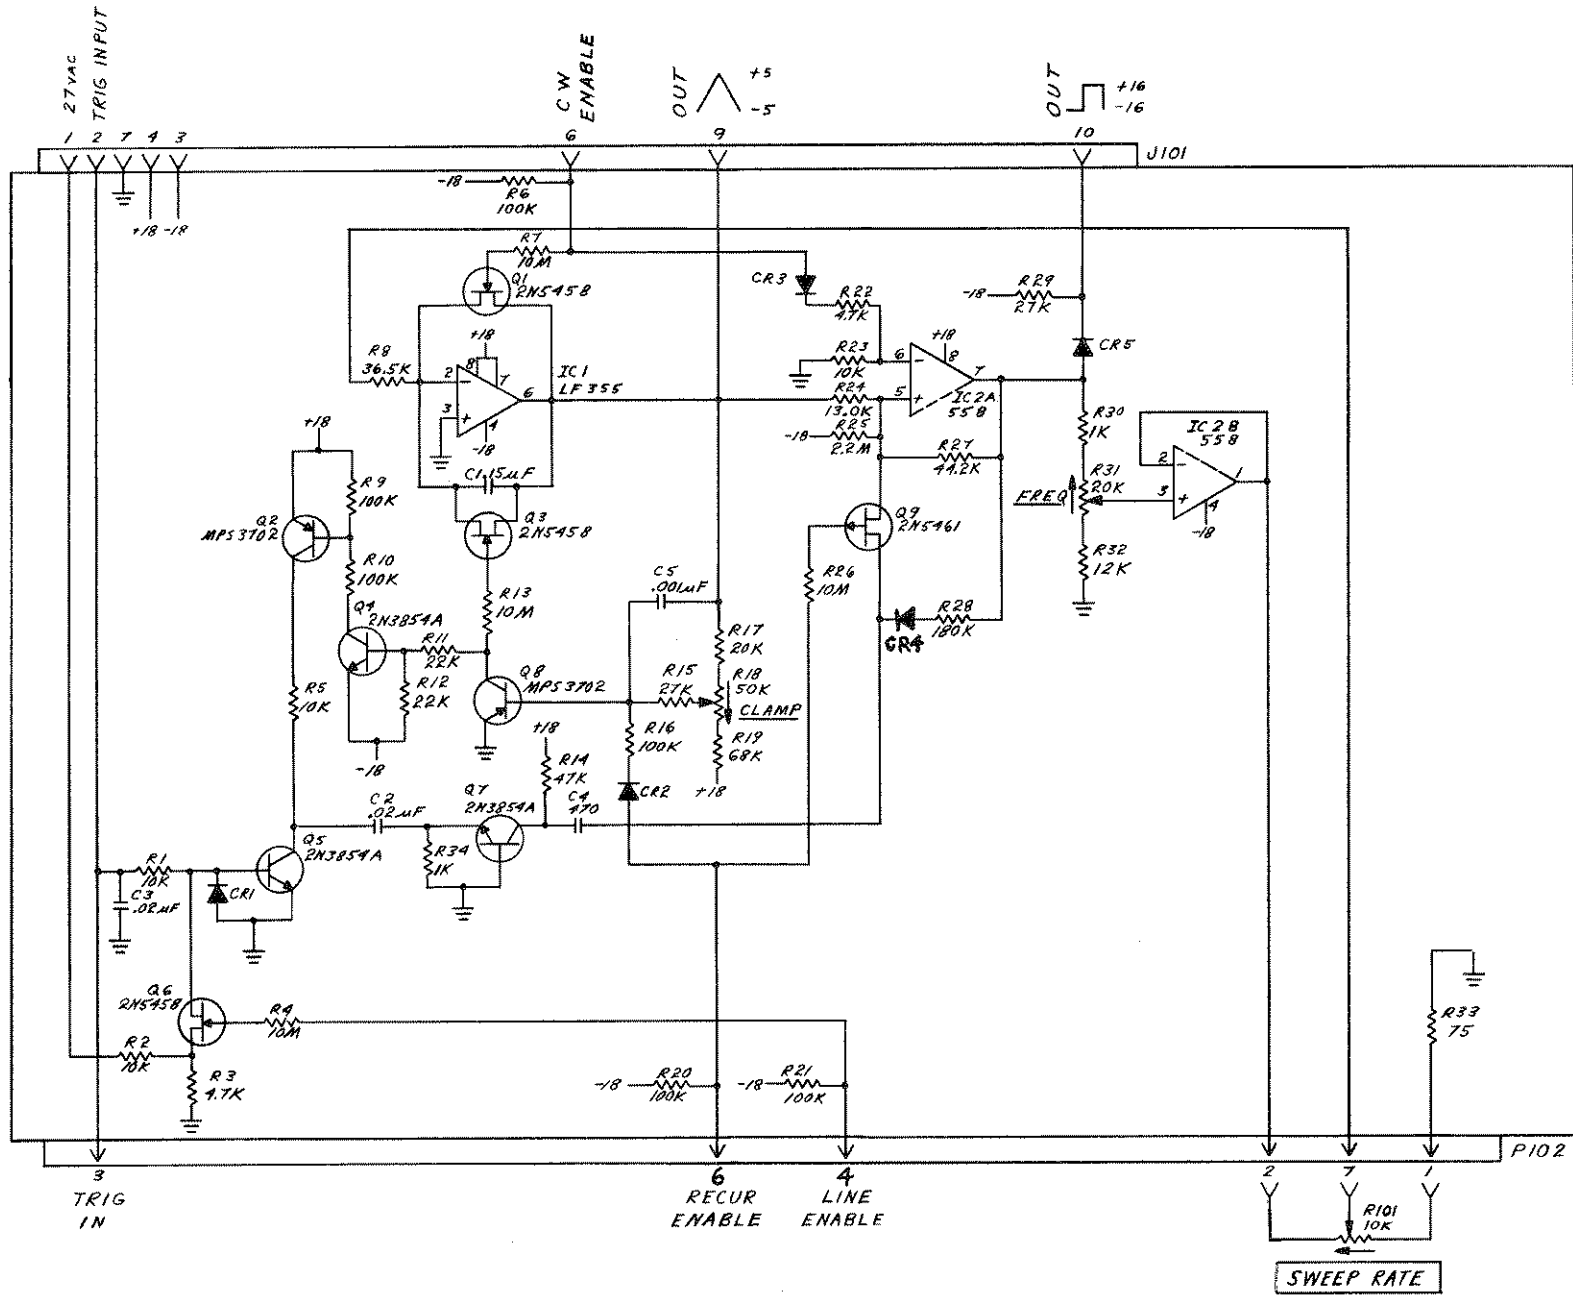 27VAC
TRIG INPUT
CW
ENABLE
OUT
+5
-5
OUT
+16
-16
1 2 7 4 3
6
9
10
J101
+18 -18
-18
R6
100K
R7
10M
Q1
2N5458
CR3
R22
4.7K
-18
R29
27K
CR5
R8
36.5K
+18
8
7
2
-
3
+
6
4
-18
IC1
LF355
R23
10K
R24
13.0K
-18
R25
2.2M
+18
8
6
-
5
+
7
IC2A
558
R27
44.2K
R30
1K
R31
20K
FREQ
R32
12K
IC2B
558
2
-
3
+
1
4
-18
+18
R9
100K
C1 .15µF
Q2
MPS3702
Q3
2N5458
Q9
2N5461
R10
100K
R13
10M
C5
.001µF
R26
10M
Q4
2N3854A
R11
22K
R12
22K
R17
20K
CR4
R28
180K
R5
10K
Q8
MPS3702
R15
27K
R18
50K
CLAMP
-18
+18
R14
47K
R16
100K
R19
68K
CR2
+18
C2
.02µF
Q7
2N3854A
C4
470
Q5
2N3854A
R34
1K
R1
10K
C3
.02µF
CR1
Q6
2N5458
R4
10M
R2
10K
R3
4.7K
R33
75
-18
R20
100K
-18
R21
100K
P102
3
TRIG
IN
6
RECUR
ENABLE
4
LINE
ENABLE
2
7
1
R101
10K
SWEEP RATE